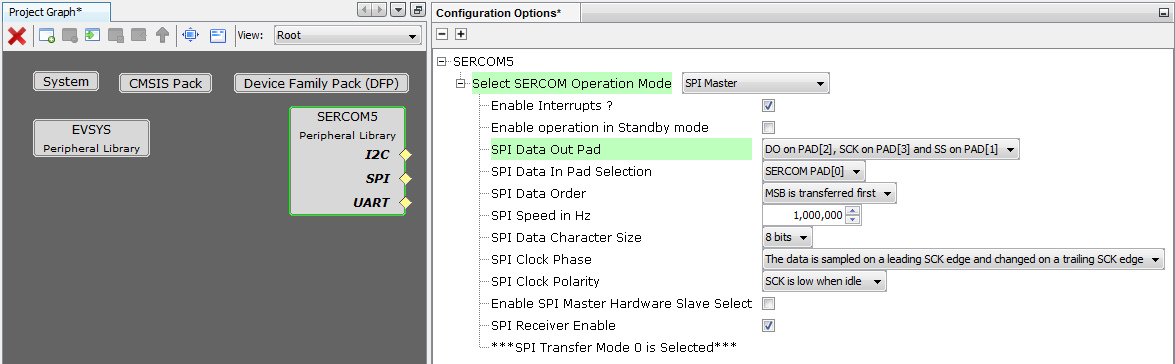 Project Graph*
View: Root
System
CMSIS Pack
Device Family Pack (DFP)
EVSYS
Peripheral Library
SERCOM5
Peripheral Library
I2C
SPI
UART
Configuration Options*
SERCOM5
Select SERCOM Operation Mode SPI Master
Enable Interrupts ?
Enable operation in Standby mode
SPI Data Out Pad DO on PAD[2], SCK on PAD[3] and SS on PAD[1]
SPI Data In Pad Selection SERCOM PAD[0]
SPI Data Order MSB is transferred first
SPI Speed in Hz 1,000,000
SPI Data Character Size 8 bits
SPI Clock Phase The data is sampled on a leading SCK edge and changed on a trailing SCK edge
SPI Clock Polarity SCK is low when idle
Enable SPI Master Hardware Slave Select
SPI Receiver Enable
***SPI Transfer Mode 0 is Selected***